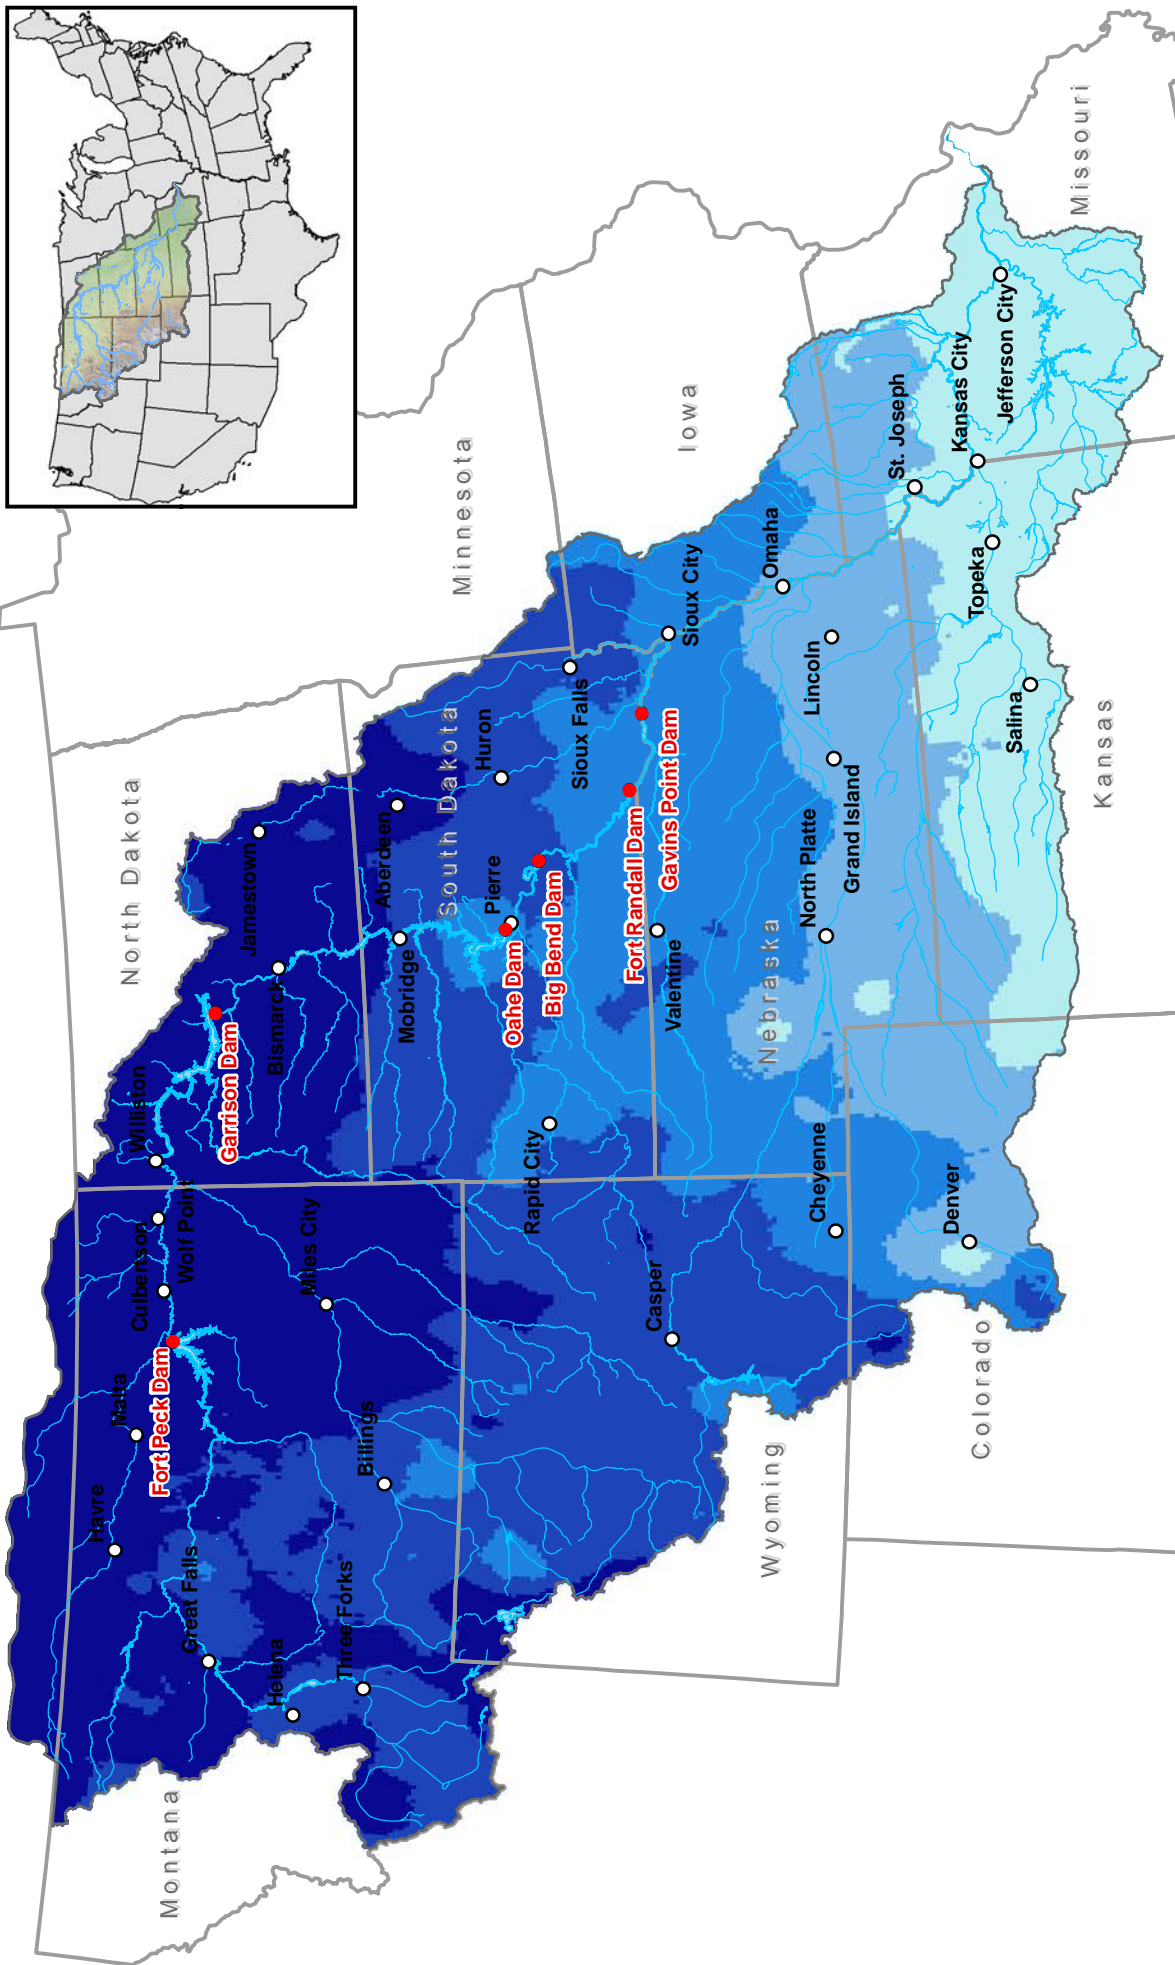 Montana
North Dakota
Minnesota
South Dakota
Iowa
Wyoming
Nebraska
Colorado
Kansas
Missouri
Havre
Malta
Culbertson
Wolf Point
Williston
Fort Peck Dam
Great Falls
Garrison Dam
Jamestown
Helena
Miles City
Bismarck
Three Forks
Billings
Mobridge
Aberdeen
Huron
Pierre
Oahe Dam
Big Bend Dam
Rapid City
Sioux Falls
Fort Randall Dam
Gavins Point Dam
Sioux City
Casper
Valentine
Omaha
Cheyenne
North Platte
Grand Island
Lincoln
Denver
St. Joseph
Kansas City
Topeka
Salina
Jefferson City